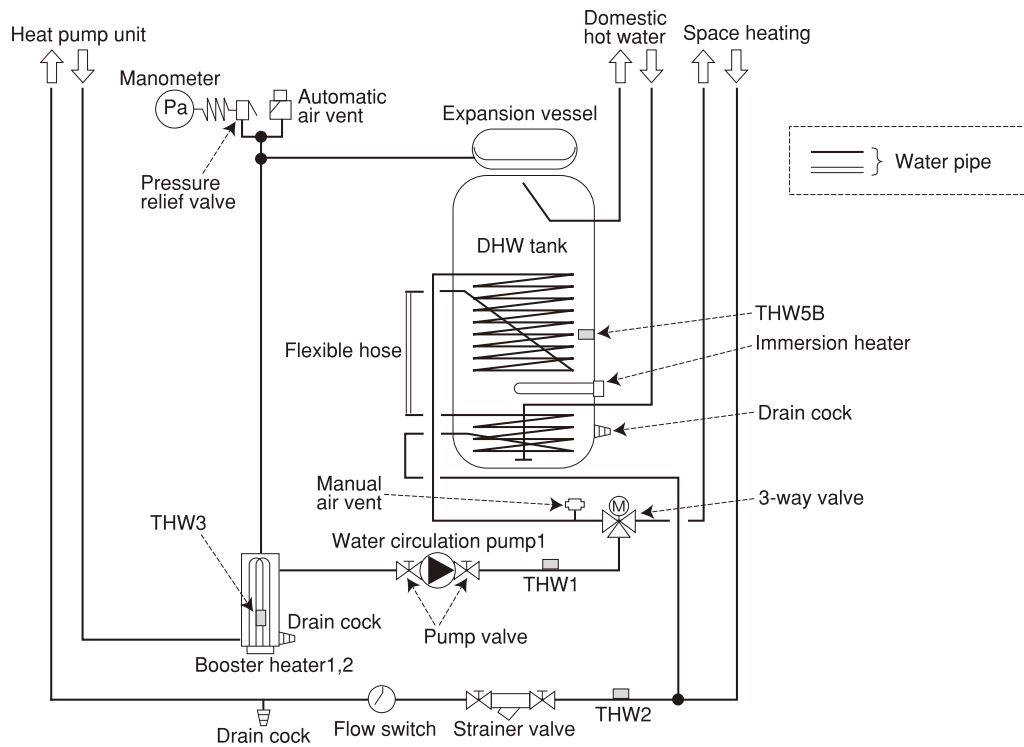 Heat pump unit
Domestic
hot water
Space heating
Manometer
Pa
Automatic
air vent
Expansion vessel
Water pipe
Pressure
relief valve
DHW tank
THW5B
Immersion heater
Flexible hose
Drain cock
Manual
air vent
M
3-way valve
THW3
Water circulation pump1
THW1
Drain cock
Pump valve
Booster heater1,2
THW2
Flow switch
Strainer valve
Drain cock